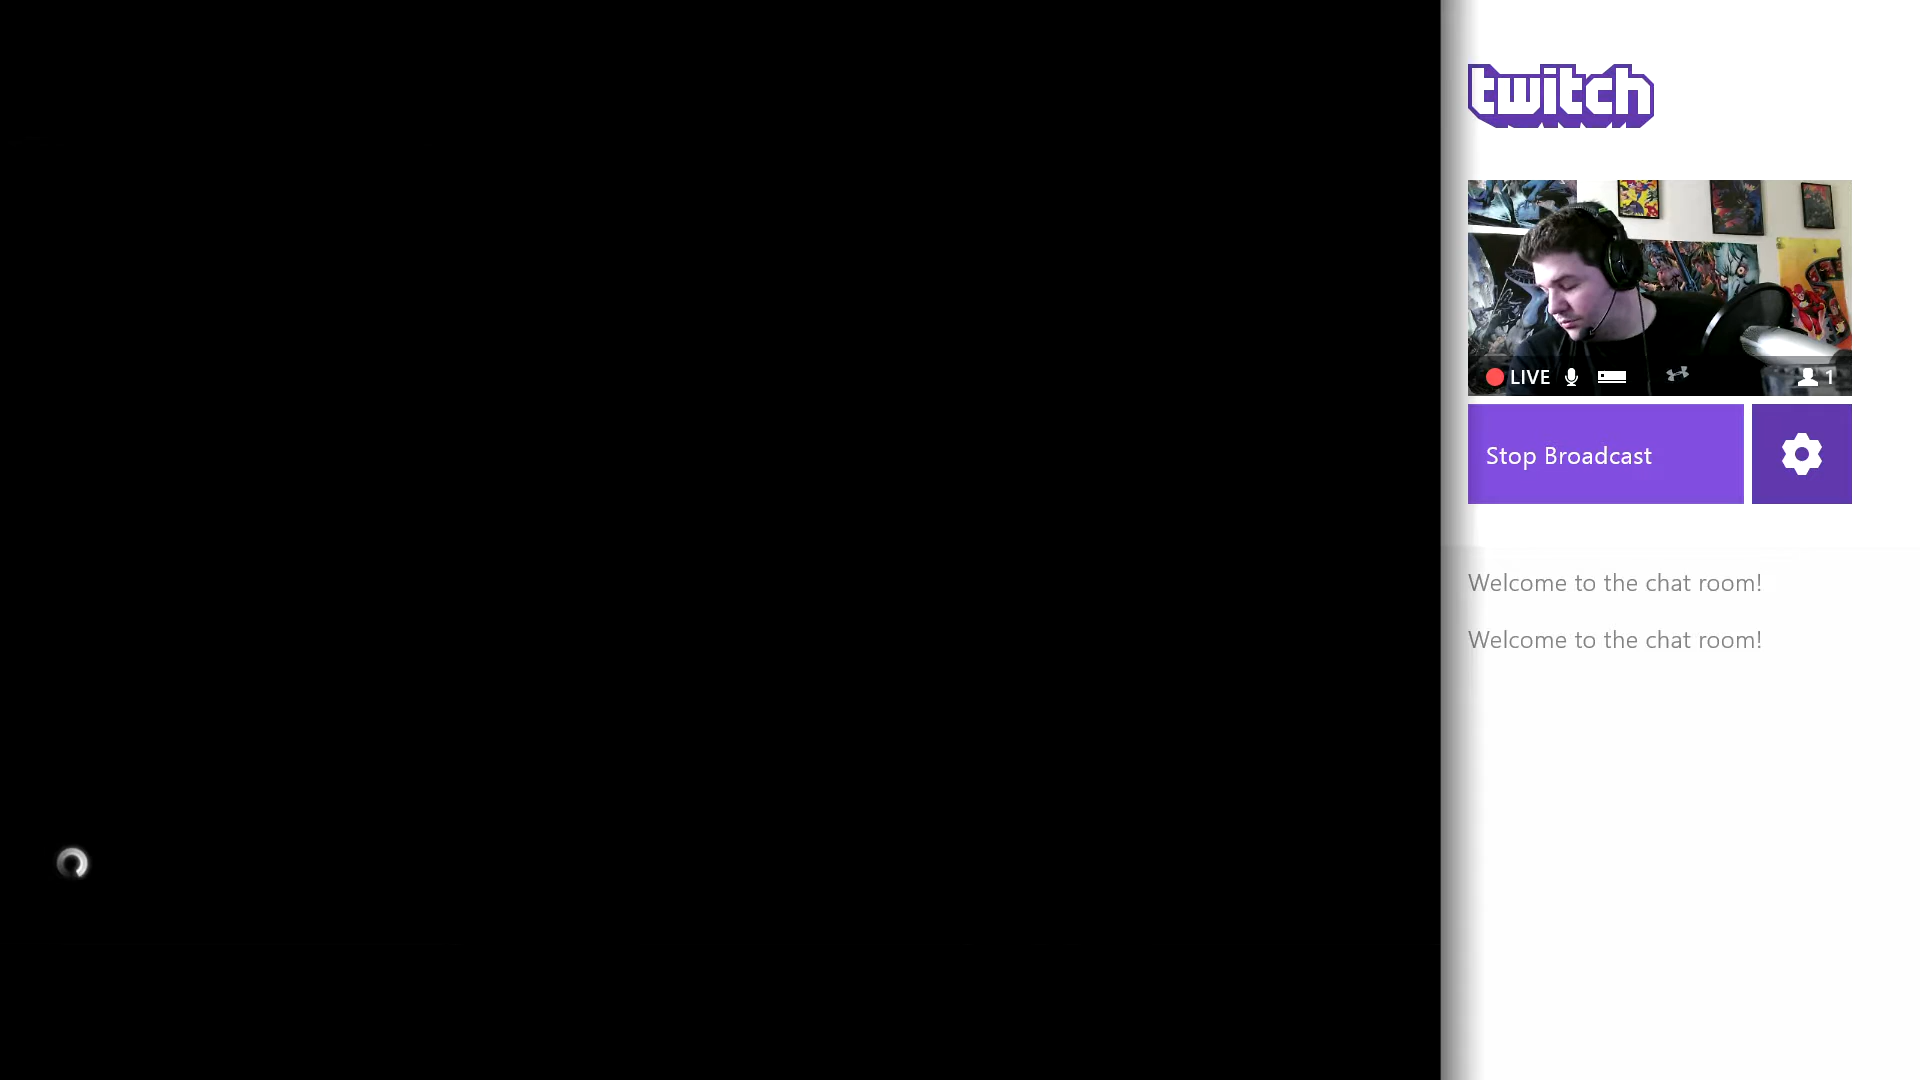 twitch
LIVE 1
Stop Broadcast
Welcome to the chat room!
Welcome to the chat room!